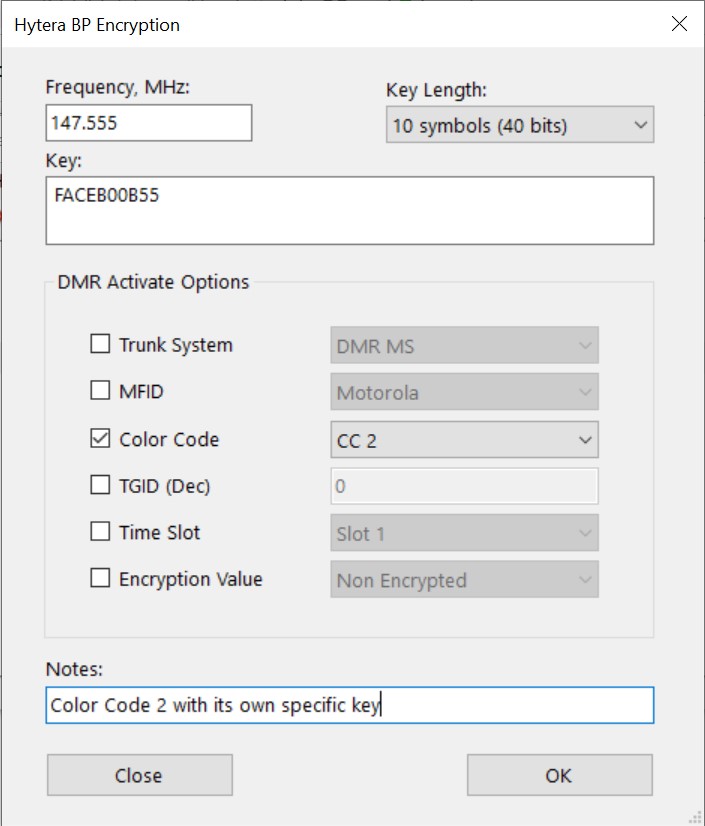 Hytera BP Encryption
Frequency, MHz:
Key Length:
147.555
10 symbols (40 bits)
Key:
FACEB00B55
DMR Activate Options
Trunk System
DMR MS
MFID
Motorola
Color Code
CC 2
TGID (Dec)
0
Time Slot
Slot 1
Encryption Value
Non Encrypted
Notes:
Color Code 2 with its own specific key
Close
OK